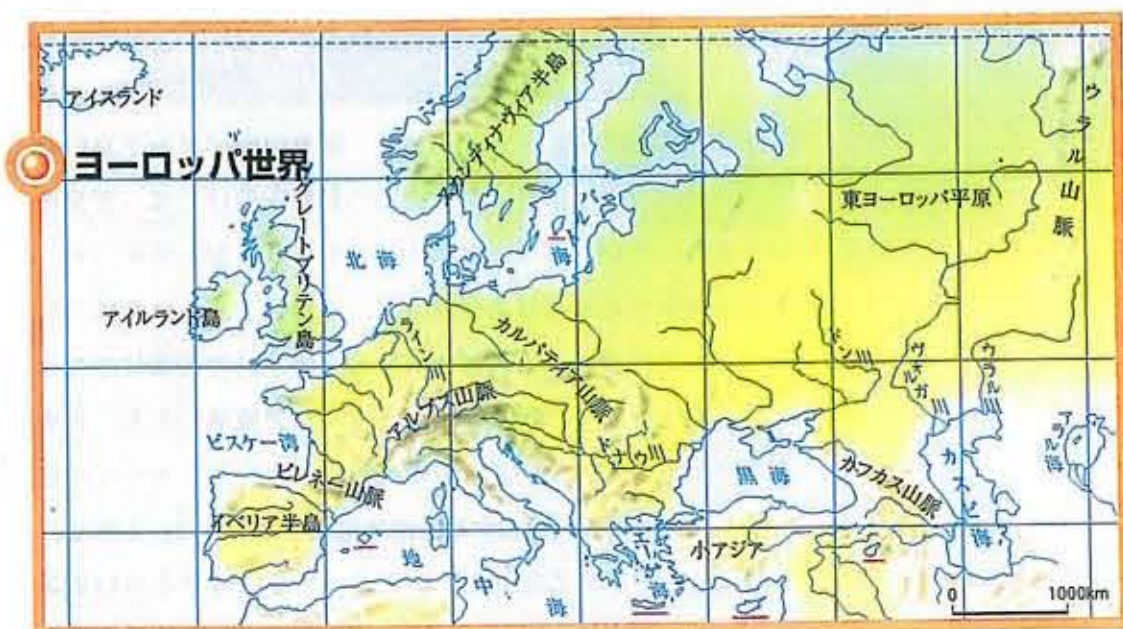 アイスランド
ヨーロッパ世界
スカンディナヴィア半島
ウラル山脈
東ヨーロッパ平原
グレートブリテン島
北海
バルト海
アイルランド島
ライン川
カルパティア山脈
ドン川
ヴォルガ川
ウラル川
アルプス山脈
ビスケー湾
ドナウ川
アラル海
ピレネー山脈
黒海
カフカス山脈
カスピ海
イベリア半島
地中海
エーゲ海
小アジア
0 1000km